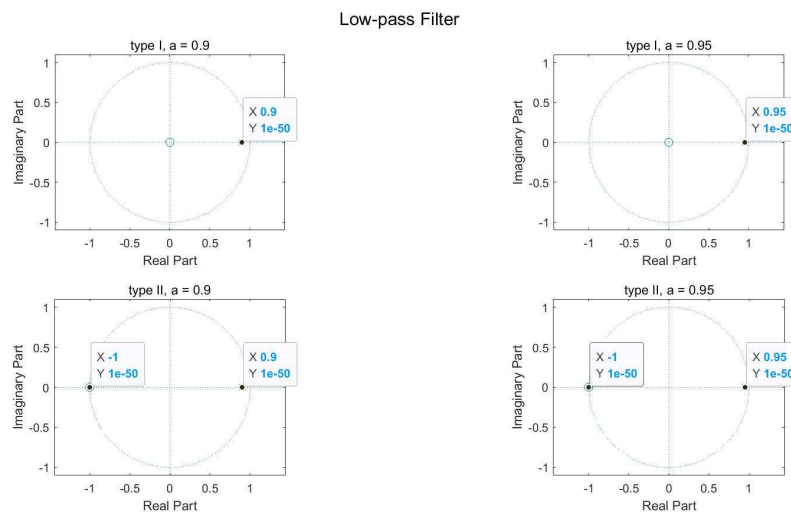 Low-pass Filter
type I, a = 0.9
1
0.5
0
-0.5
-1
Imaginary Part
X 0.9
Y 1e-50
-1 -0.5 0 0.5 1
Real Part
type I, a = 0.95
1
0.5
0
-0.5
-1
Imaginary Part
X 0.95
Y 1e-50
-1 -0.5 0 0.5 1
Real Part
type II, a = 0.9
1
0.5
0
-0.5
-1
Imaginary Part
X -1
Y 1e-50
X 0.9
Y 1e-50
-1 -0.5 0 0.5 1
Real Part
type II, a = 0.95
1
0.5
0
-0.5
-1
Imaginary Part
X -1
Y 1e-50
X 0.95
Y 1e-50
-1 -0.5 0 0.5 1
Real Part